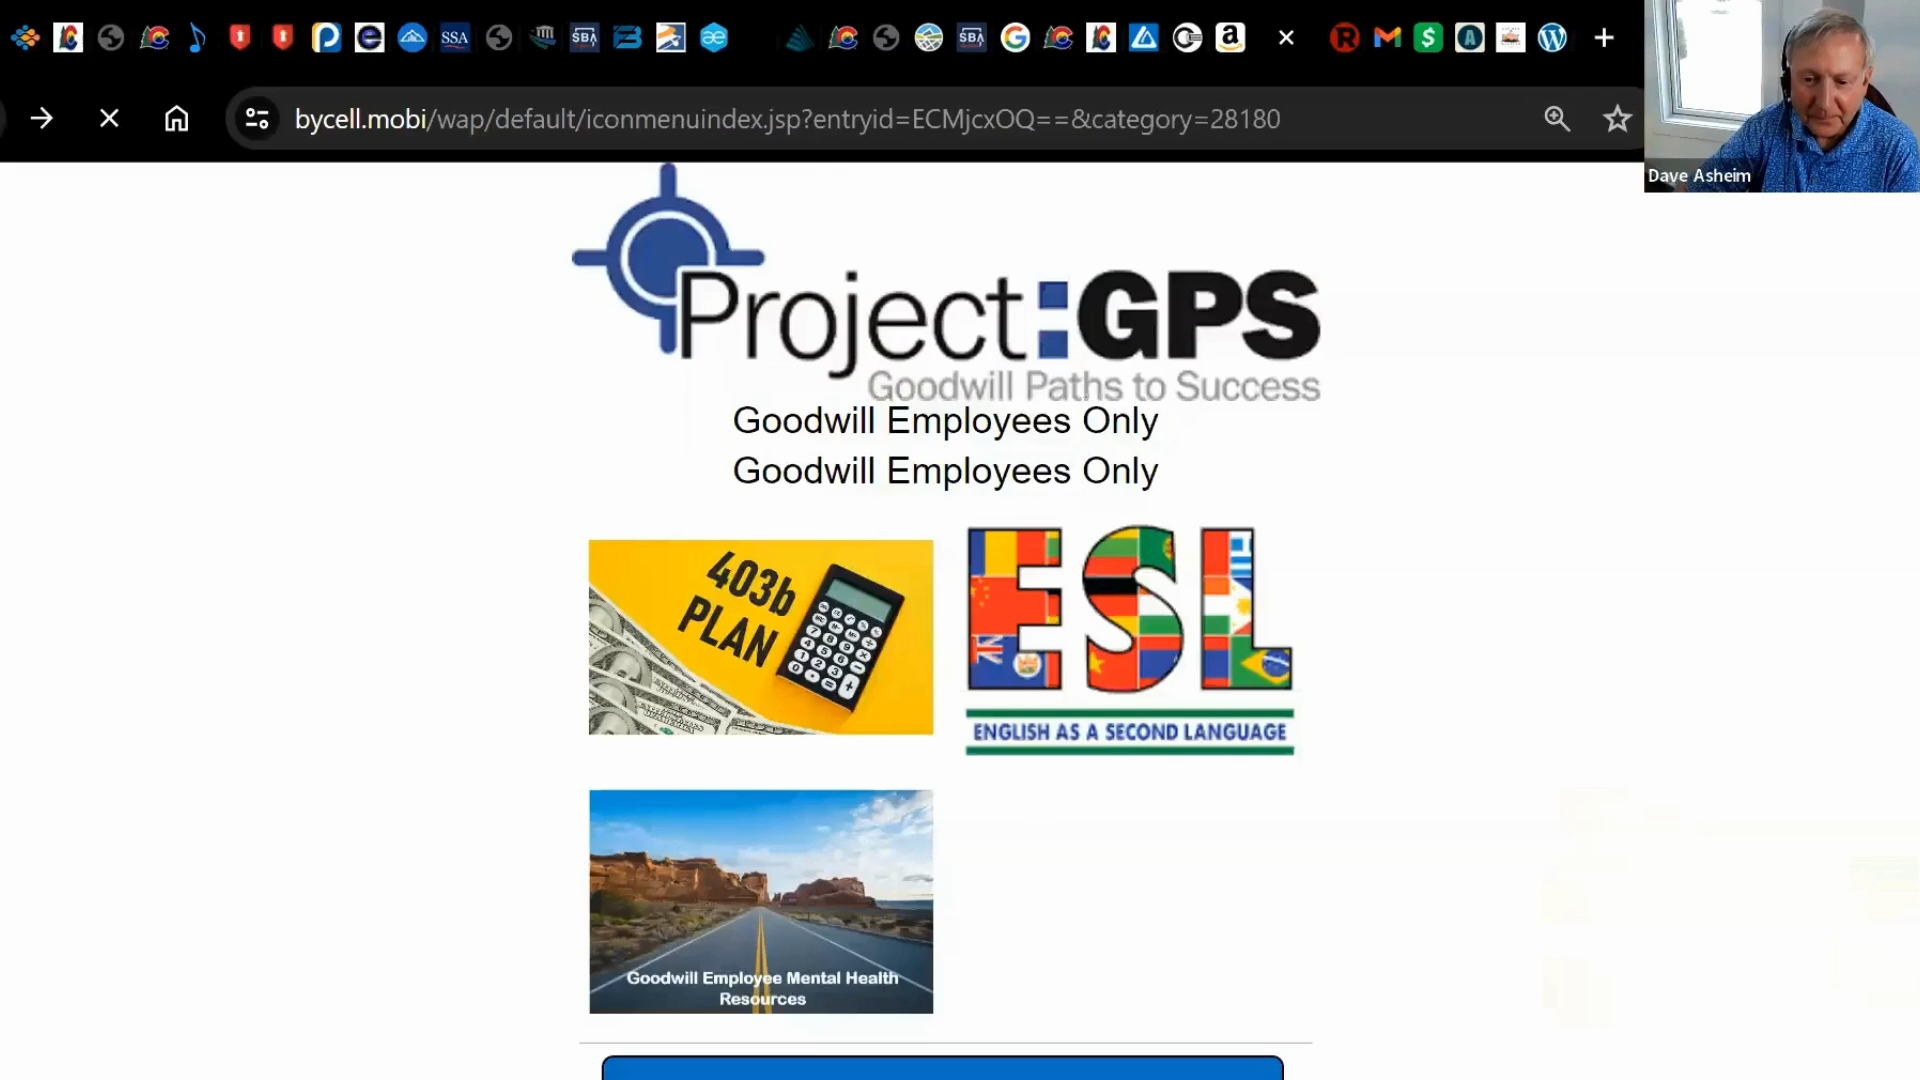 SSA
SBA
SBA
bycell.mobi/wap/default/iconmenuindex.jsp?entryid=ECMjcxOQ==&category=28180
Dave Asheim
Project:GPS
Goodwill Paths to Success
Goodwill Employees Only
Goodwill Employees Only
403b
PLAN
ESL
ENGLISH AS A SECOND LANGUAGE
Goodwill Employee Mental Health
Resources